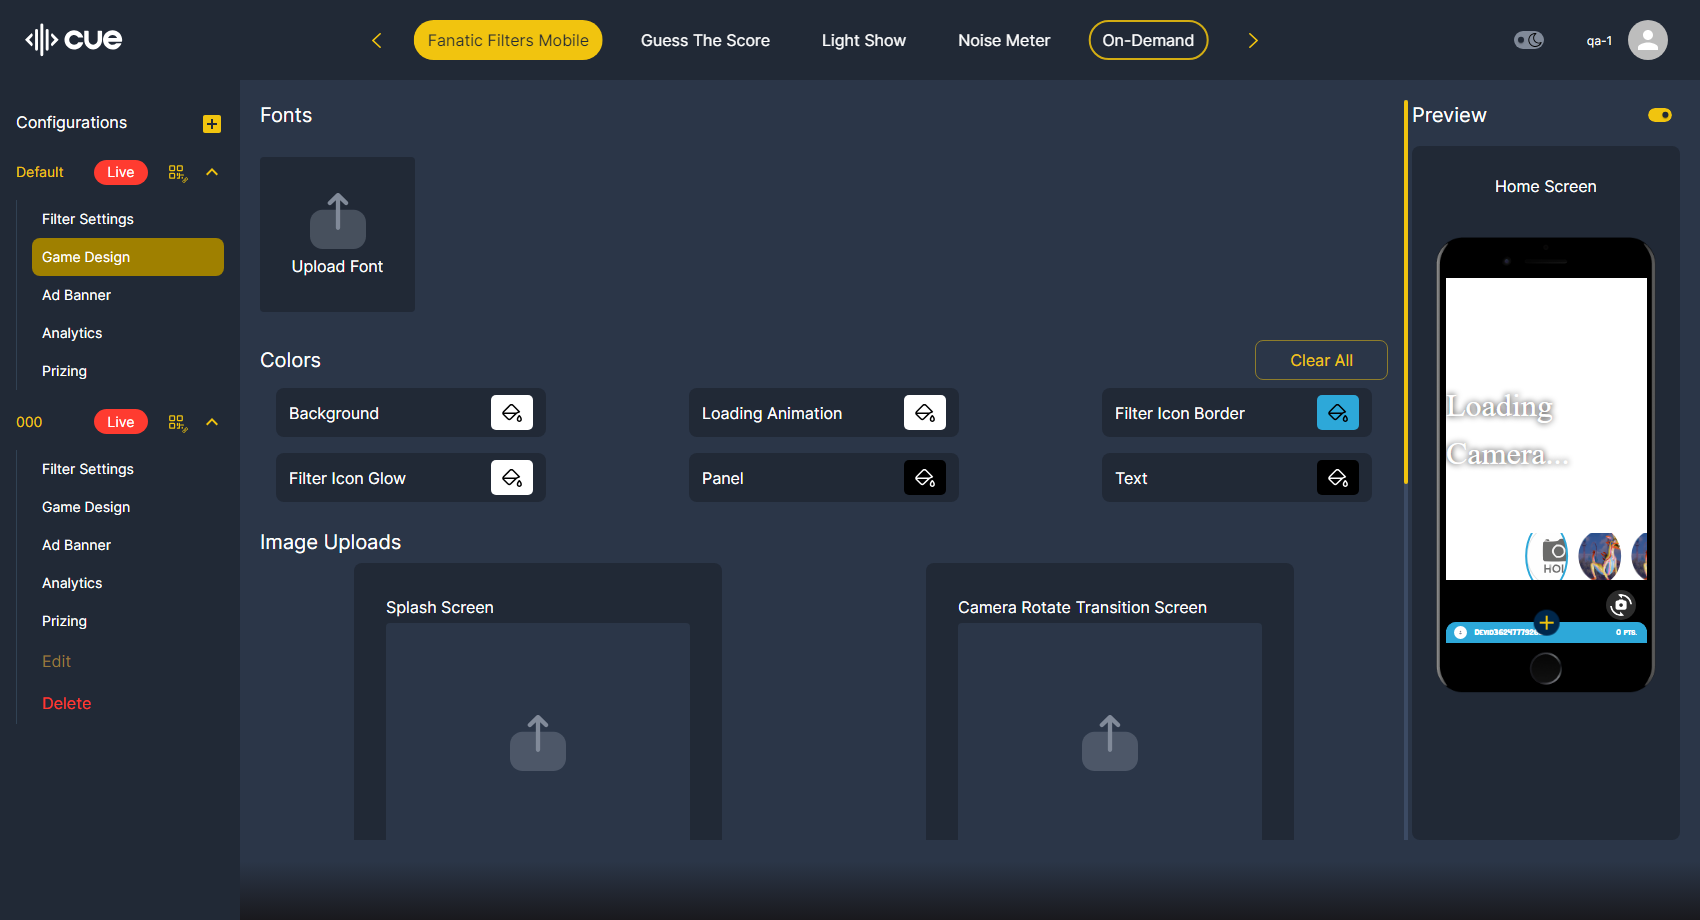 cue
Fanatic Filters Mobile
Guess The Score
Light Show
Noise Meter
On-Demand
qa-1
Configurations
Default
Live
Filter Settings
Game Design
Ad Banner
Analytics
Prizing
000
Live
Filter Settings
Game Design
Ad Banner
Analytics
Prizing
Edit
Delete
Fonts
Upload Font
Colors
Clear All
Background
Loading Animation
Filter Icon Border
Filter Icon Glow
Panel
Text
Image Uploads
Splash Screen
Camera Rotate Transition Screen
Preview
Home Screen
Loading
Camera...
0 PTS.